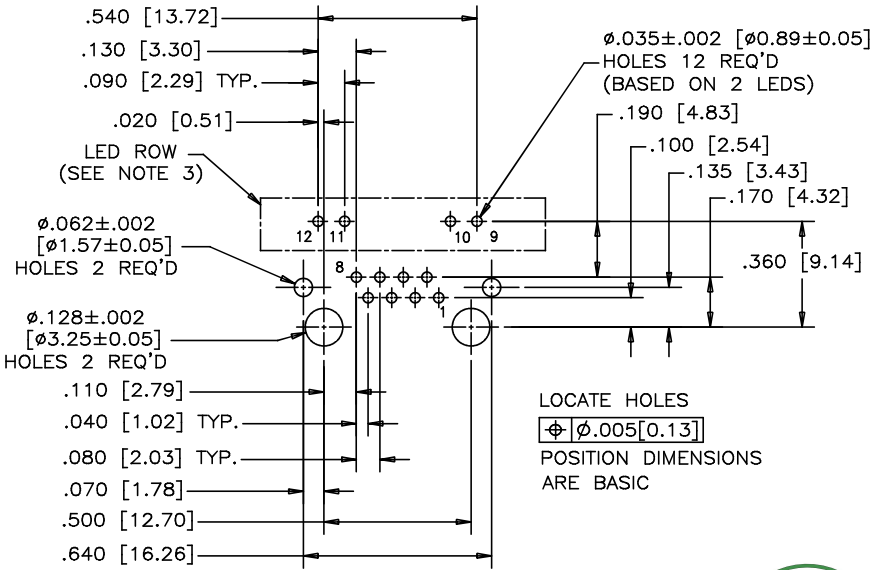 .540 [13.72]
.130 [3.30]
.090 [2.29] TYP.
.020 [0.51]
LED ROW
(SEE NOTE 3)
ø.062±.002
[ø1.57±0.05]
HOLES 2 REQ'D
ø.128±.002
[ø3.25±0.05]
HOLES 2 REQ'D
.110 [2.79]
.040 [1.02] TYP.
.080 [2.03] TYP.
.070 [1.78]
.500 [12.70]
.640 [16.26]
12
11
10
9
8
1
ø.035±.002 [ø0.89±0.05]
HOLES 12 REQ'D
(BASED ON 2 LEDS)
.190 [4.83]
.100 [2.54]
.135 [3.43]
.170 [4.32]
.360 [9.14]
LOCATE HOLES
⌖ ø.005[0.13]
POSITION DIMENSIONS
ARE BASIC